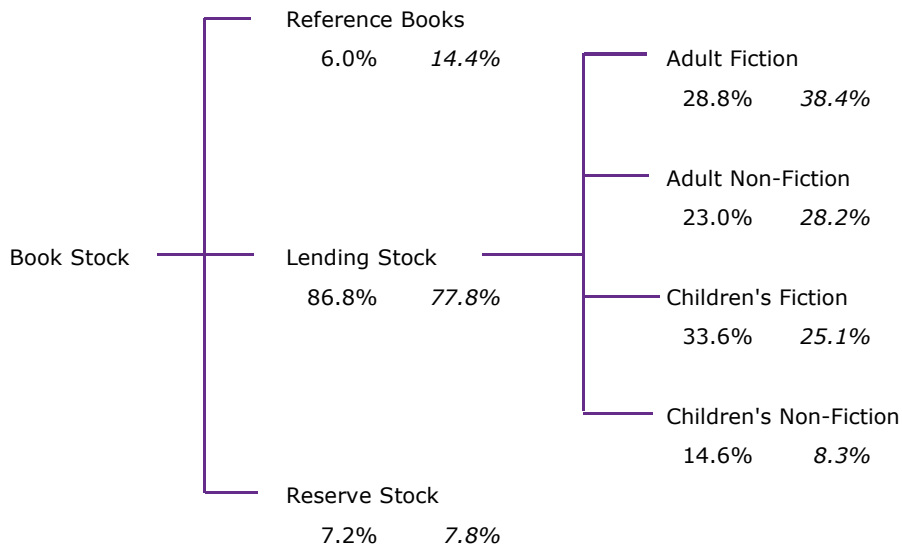 Reference Books
6.0% 14.4%
Adult Fiction
28.8% 38.4%
Adult Non-Fiction
23.0% 28.2%
Book Stock
Lending Stock
86.8% 77.8%
Children's Fiction
33.6% 25.1%
Children's Non-Fiction
14.6% 8.3%
Reserve Stock
7.2% 7.8%